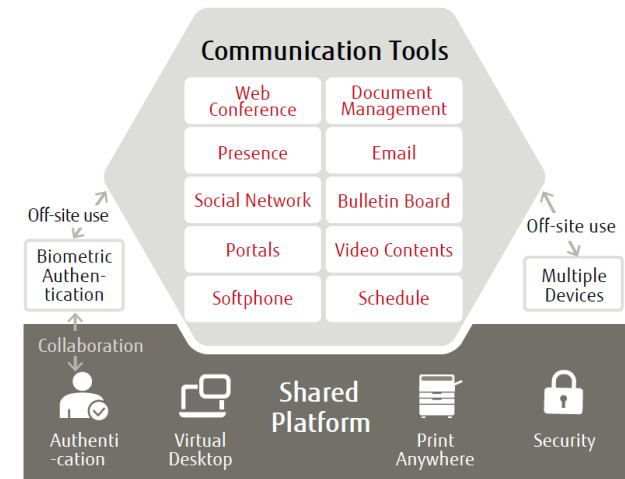 Communication Tools
Web
Conference
Document
Management
Presence
Email
Social Network
Bulletin Board
Portals
Video Contents
Softphone
Schedule
Off-site use
Biometric
Authen-
tication
Off-site use
Multiple
Devices
Collaboration
Shared
Platform
Authenti
-cation
Virtual
Desktop
Print
Anywhere
Security